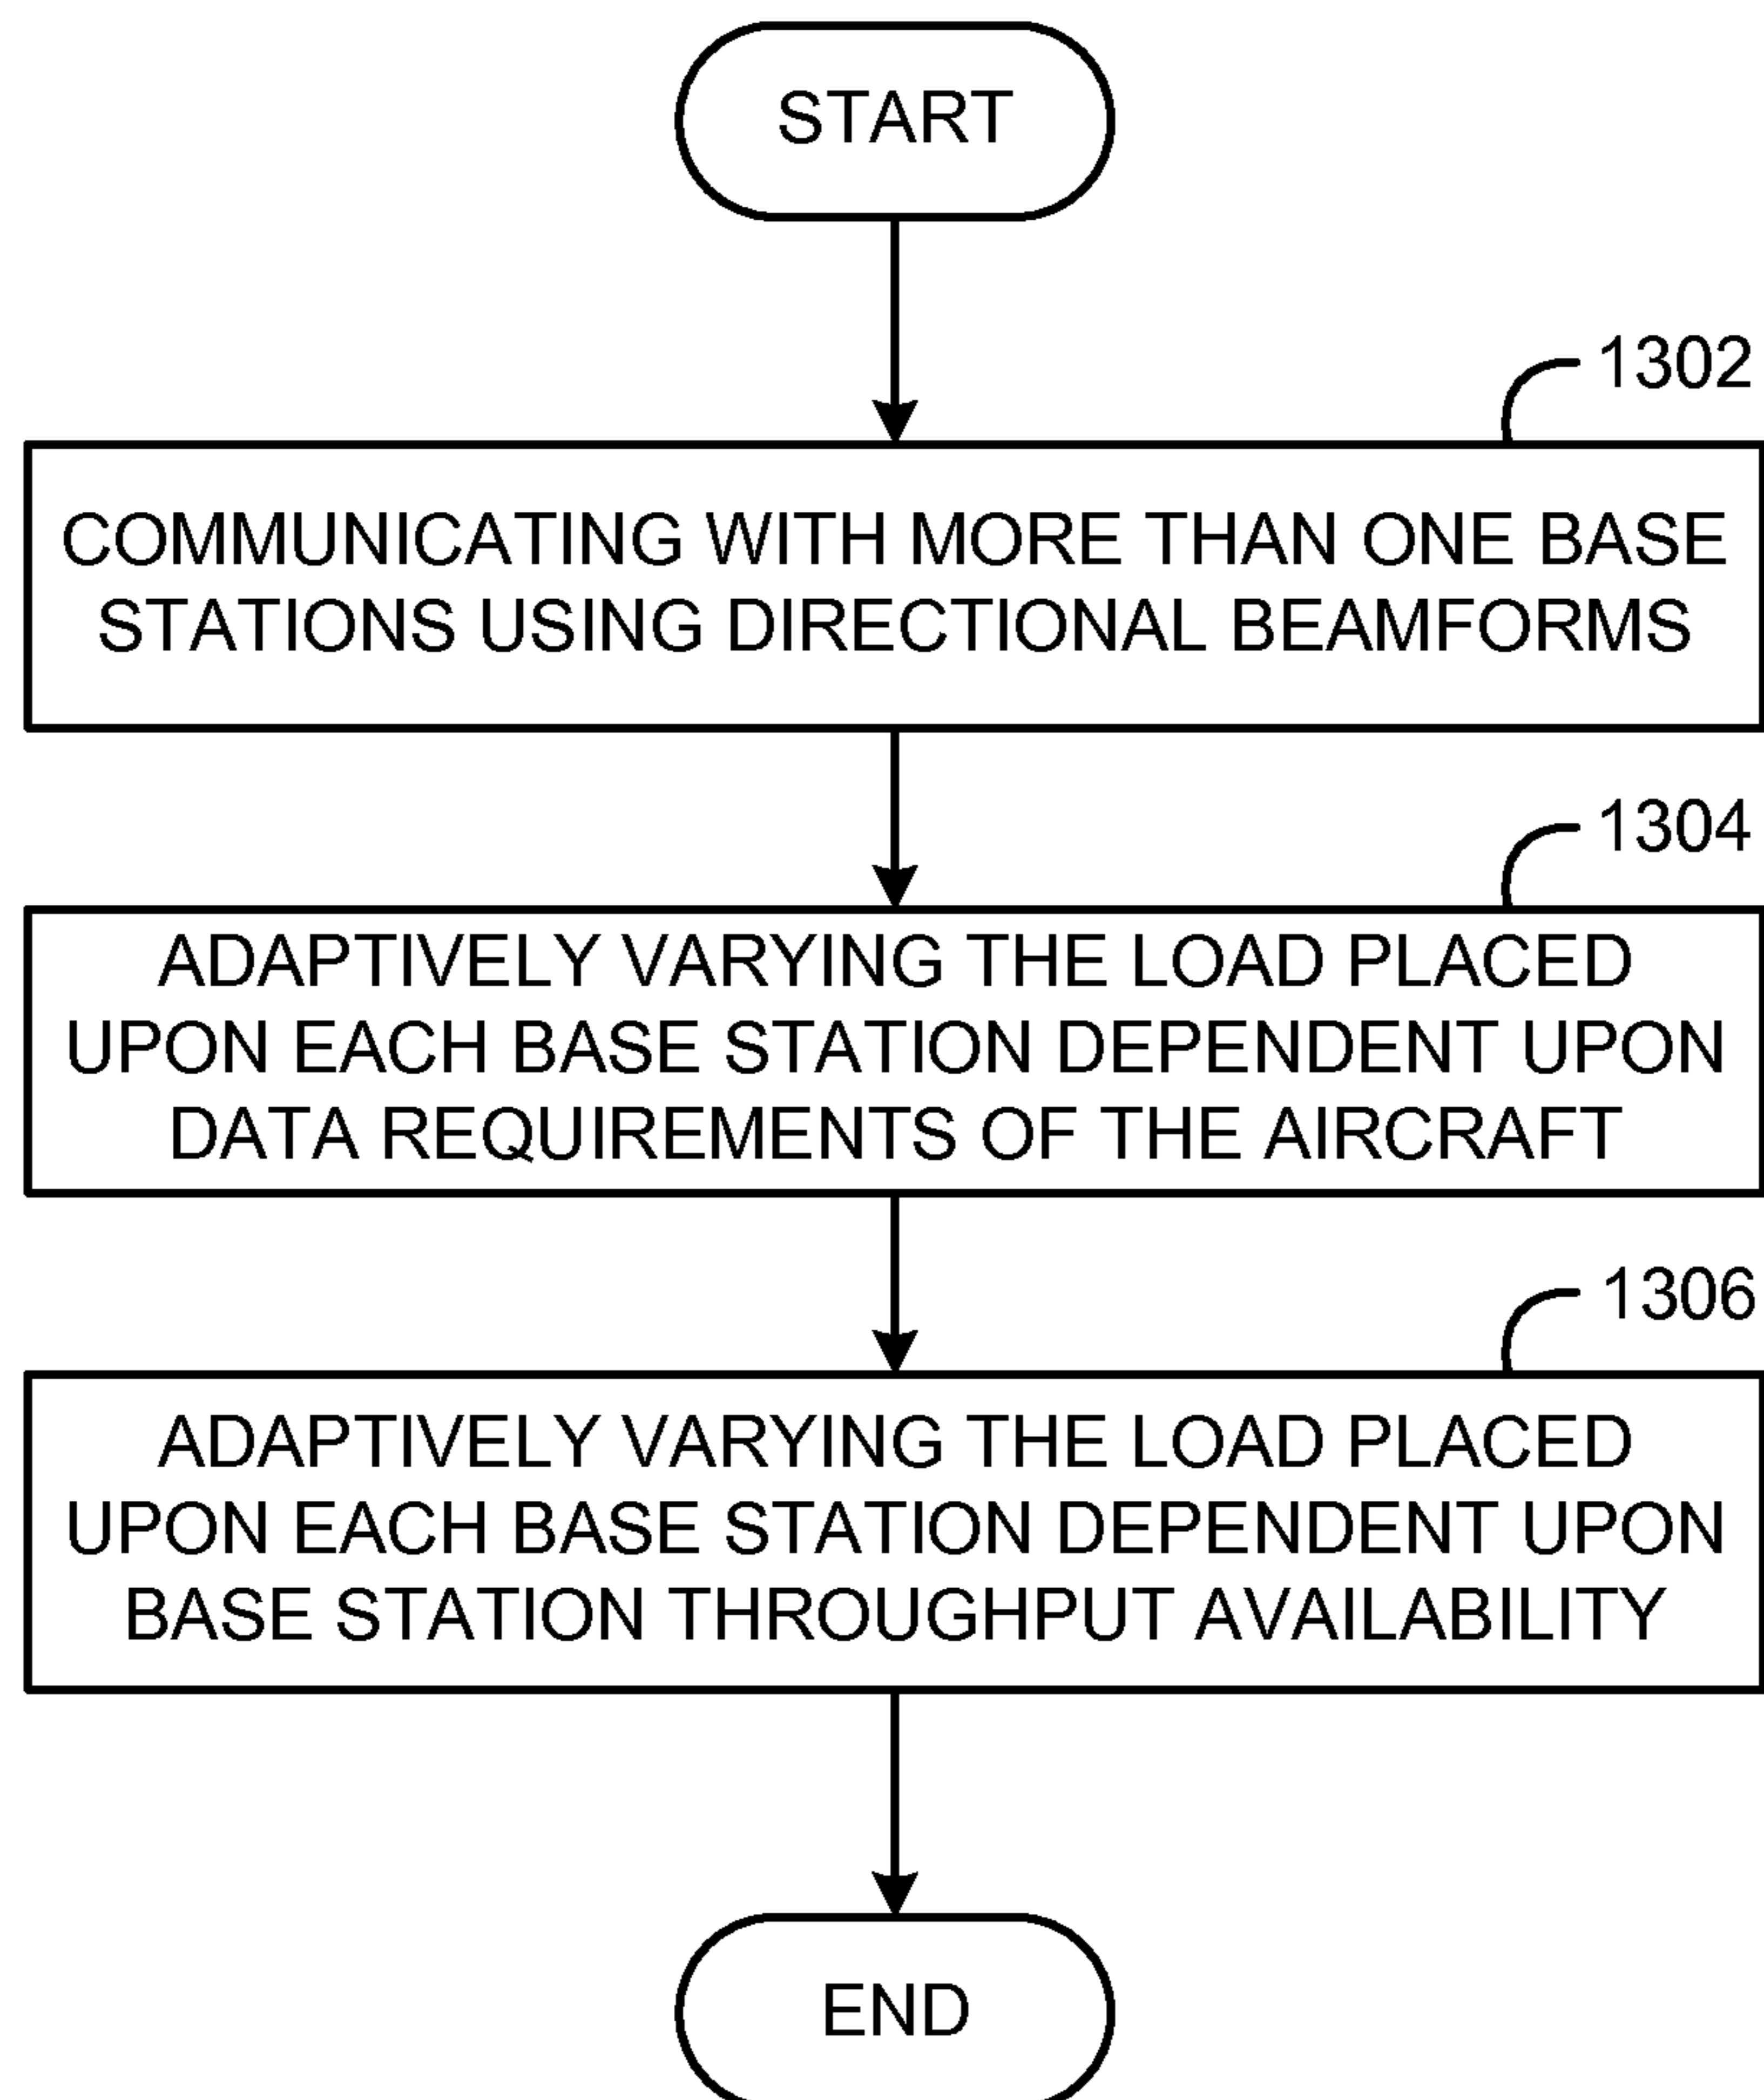 START
1302
COMMUNICATING WITH MORE THAN ONE BASE
STATIONS USING DIRECTIONAL BEAMFORMS
1304
ADAPTIVELY VARYING THE LOAD PLACED
UPON EACH BASE STATION DEPENDENT UPON
DATA REQUIREMENTS OF THE AIRCRAFT
1306
ADAPTIVELY VARYING THE LOAD PLACED
UPON EACH BASE STATION DEPENDENT UPON
BASE STATION THROUGHPUT AVAILABILITY
END